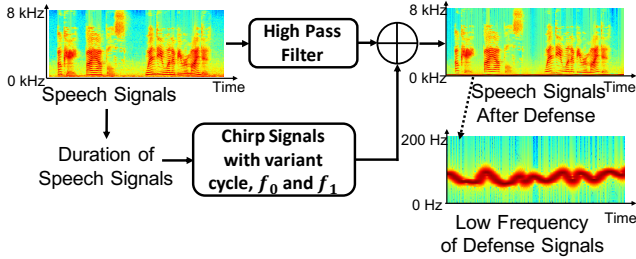 8 kHz
0 kHz
Time
Speech Signals
High Pass
Filter
8 kHz
0 kHz
Time
Speech Signals
After Defense
Duration of
Speech Signals
Chirp Signals
with variant
cycle, f₀ and f₁
200 Hz
0 Hz
Time
Low Frequency
of Defense Signals